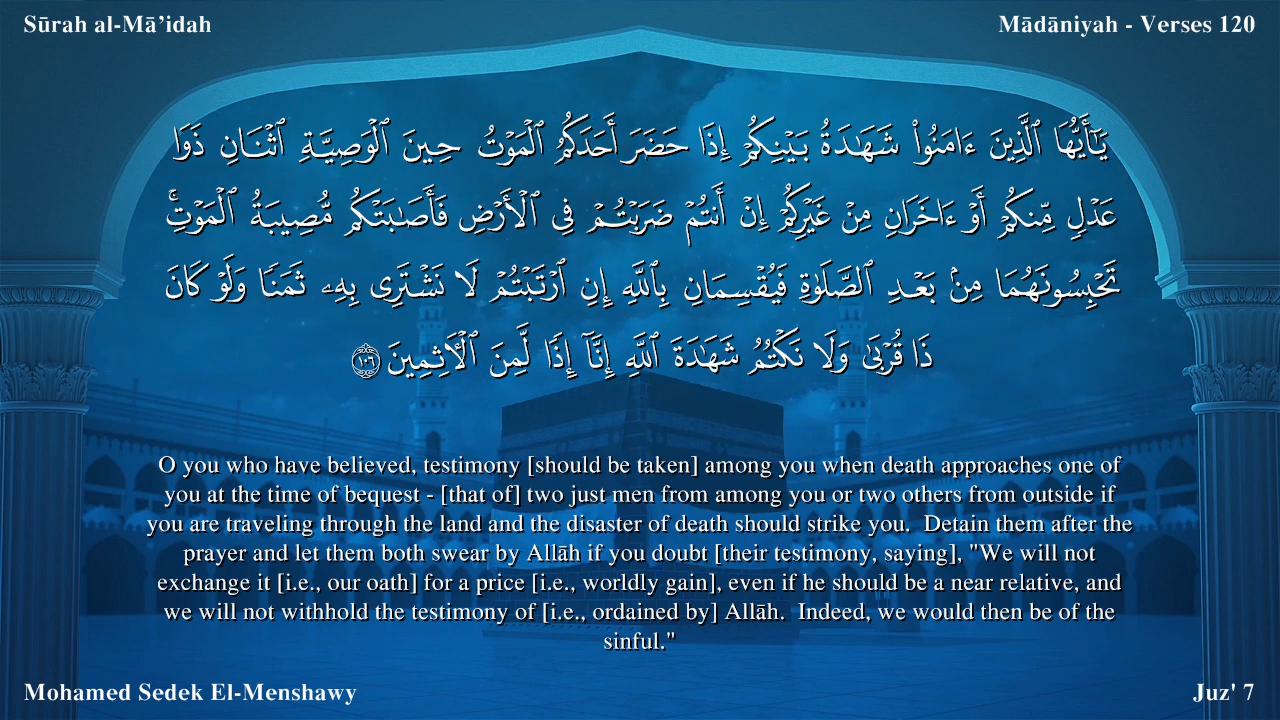 Sūrah al-Mā’idah
Mādāniyah - Verses 120
يَـٰٓأَيُّهَا ٱلَّذِينَ ءَامَنُوا۟ شَهَـٰدَةُ بَيْنِكُمْ إِذَا حَضَرَ أَحَدَكُمُ ٱلْمَوْتُ حِينَ ٱلْوَصِيَّةِ ٱثْنَانِ ذَوَا
عَدْلٍ مِّنكُمْ أَوْ ءَاخَرَانِ مِنْ غَيْرِكُمْ إِنْ أَنتُمْ ضَرَبْتُمْ فِى ٱلْأَرْضِ فَأَصَـٰبَتْكُم مُّصِيبَةُ ٱلْمَوْتِ ۚ
تَحْبِسُونَهُمَا مِنۢ بَعْدِ ٱلصَّلَوٰةِ فَيُقْسِمَانِ بِٱللَّهِ إِنِ ٱرْتَبْتُمْ لَا نَشْتَرِى بِهِۦ ثَمَنًا وَلَوْ كَانَ
ذَا قُرْبَىٰ ۙ وَلَا نَكْتُمُ شَهَـٰدَةَ ٱللَّهِ إِنَّآ إِذًا لَّمِنَ ٱلْـَٔاثِمِينَ ١٠٦
O you who have believed, testimony [should be taken] among you when death approaches one of
you at the time of bequest - [that of] two just men from among you or two others from outside if
you are traveling through the land and the disaster of death should strike you.  Detain them after the
prayer and let them both swear by Allāh if you doubt [their testimony, saying], "We will not
exchange it [i.e., our oath] for a price [i.e., worldly gain], even if he should be a near relative, and
we will not withhold the testimony of [i.e., ordained by] Allāh.  Indeed, we would then be of the
sinful."
Mohamed Sedek El-Menshawy
Juz' 7